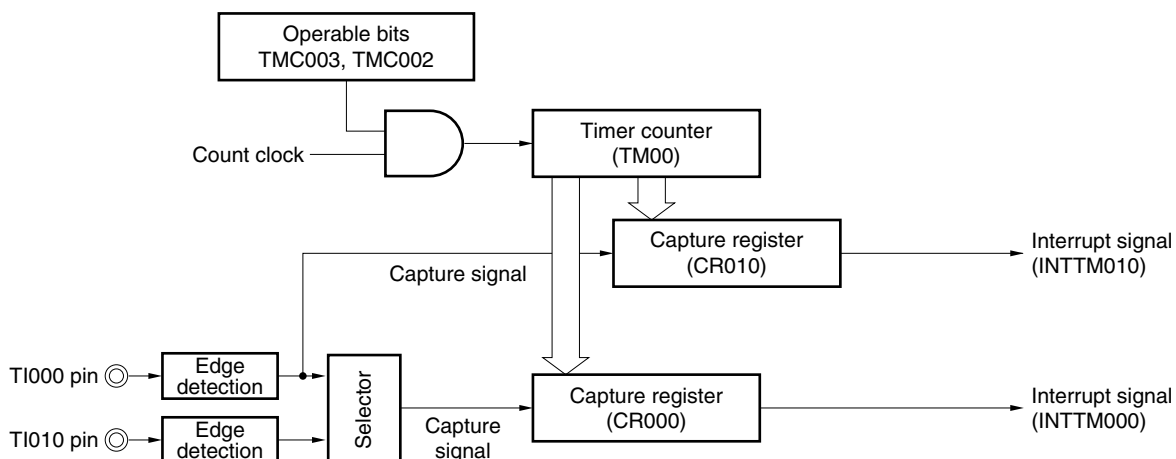 Operable bits
TMC003, TMC002
Count clock
Timer counter
(TM00)
Capture register
(CR010)
Interrupt signal
(INTTM010)
Capture signal
TI000 pin
Edge
detection
Selector
Capture register
(CR000)
Interrupt signal
(INTTM000)
TI010 pin
Edge
detection
Capture
signal